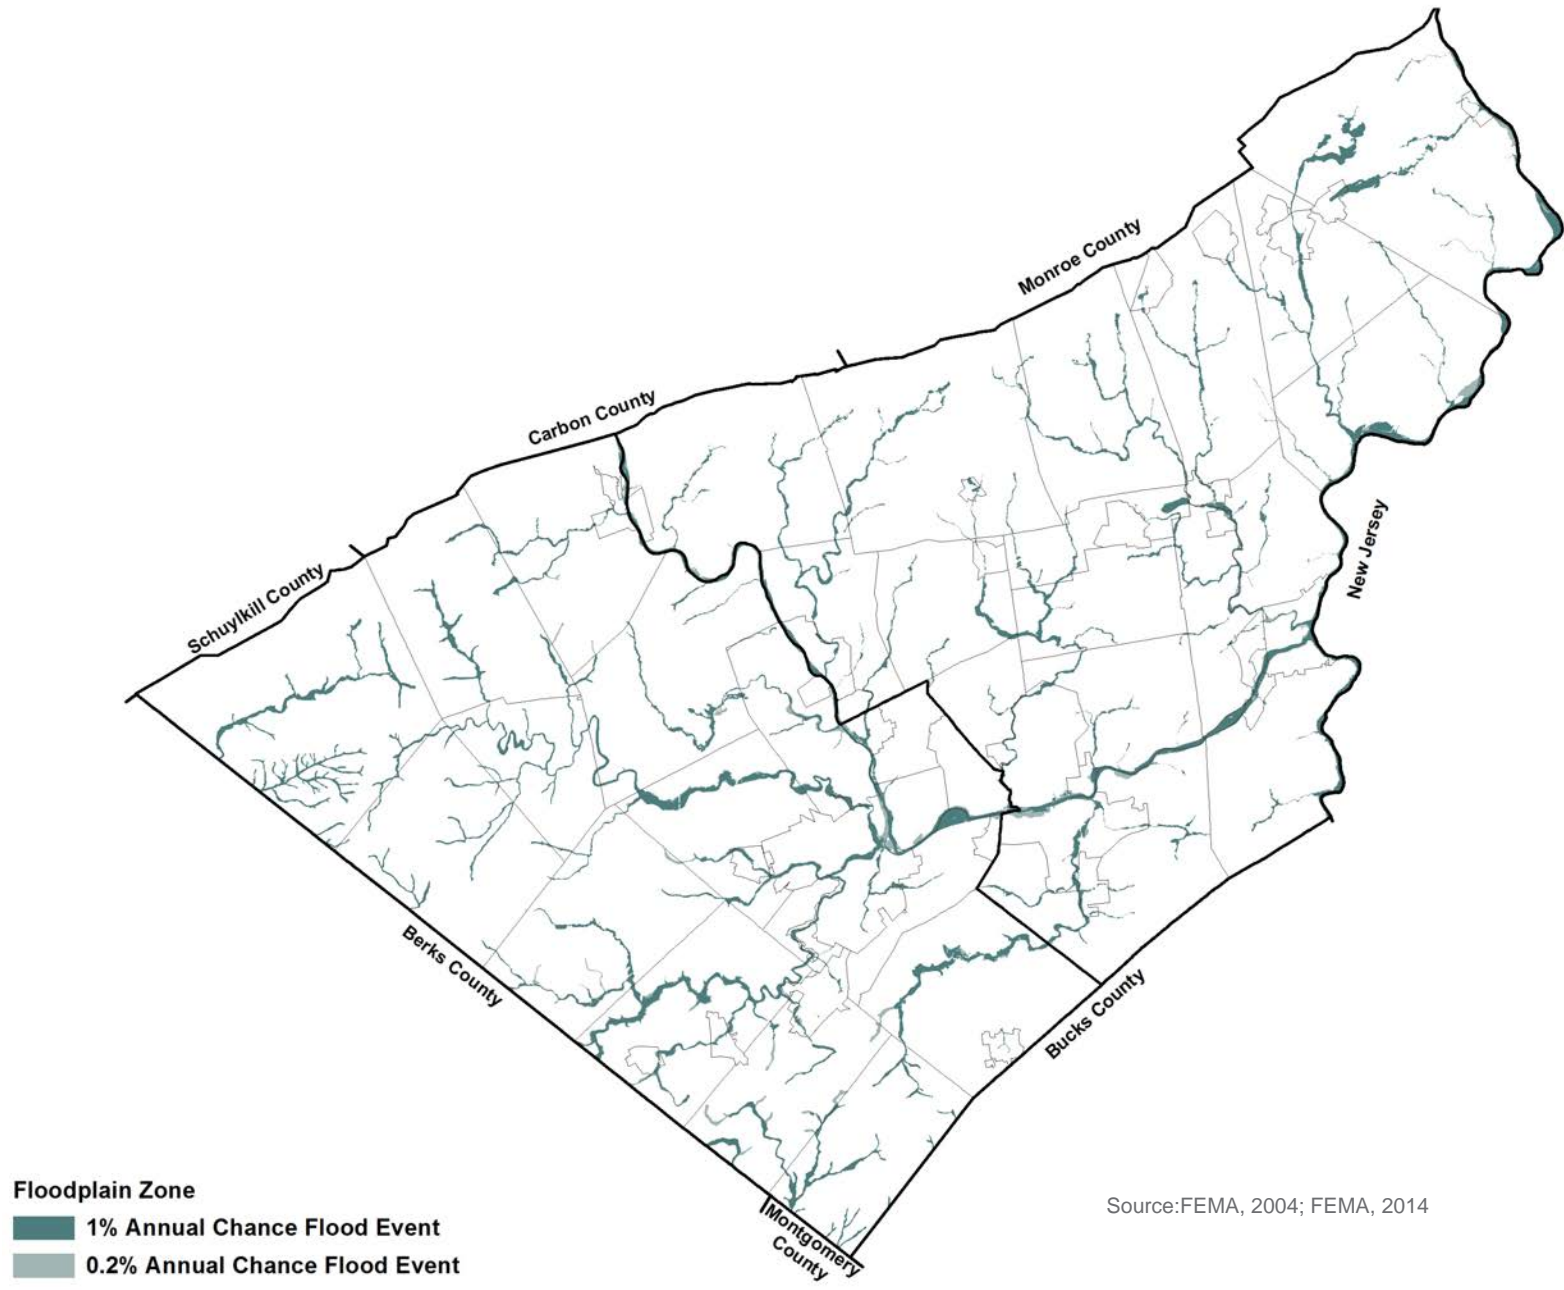 Monroe County
Carbon County
Schuylkill County
New Jersey
Berks County
Bucks County
Montgomery
County
Floodplain Zone
1% Annual Chance Flood Event
0.2% Annual Chance Flood Event
Source:FEMA, 2004; FEMA, 2014